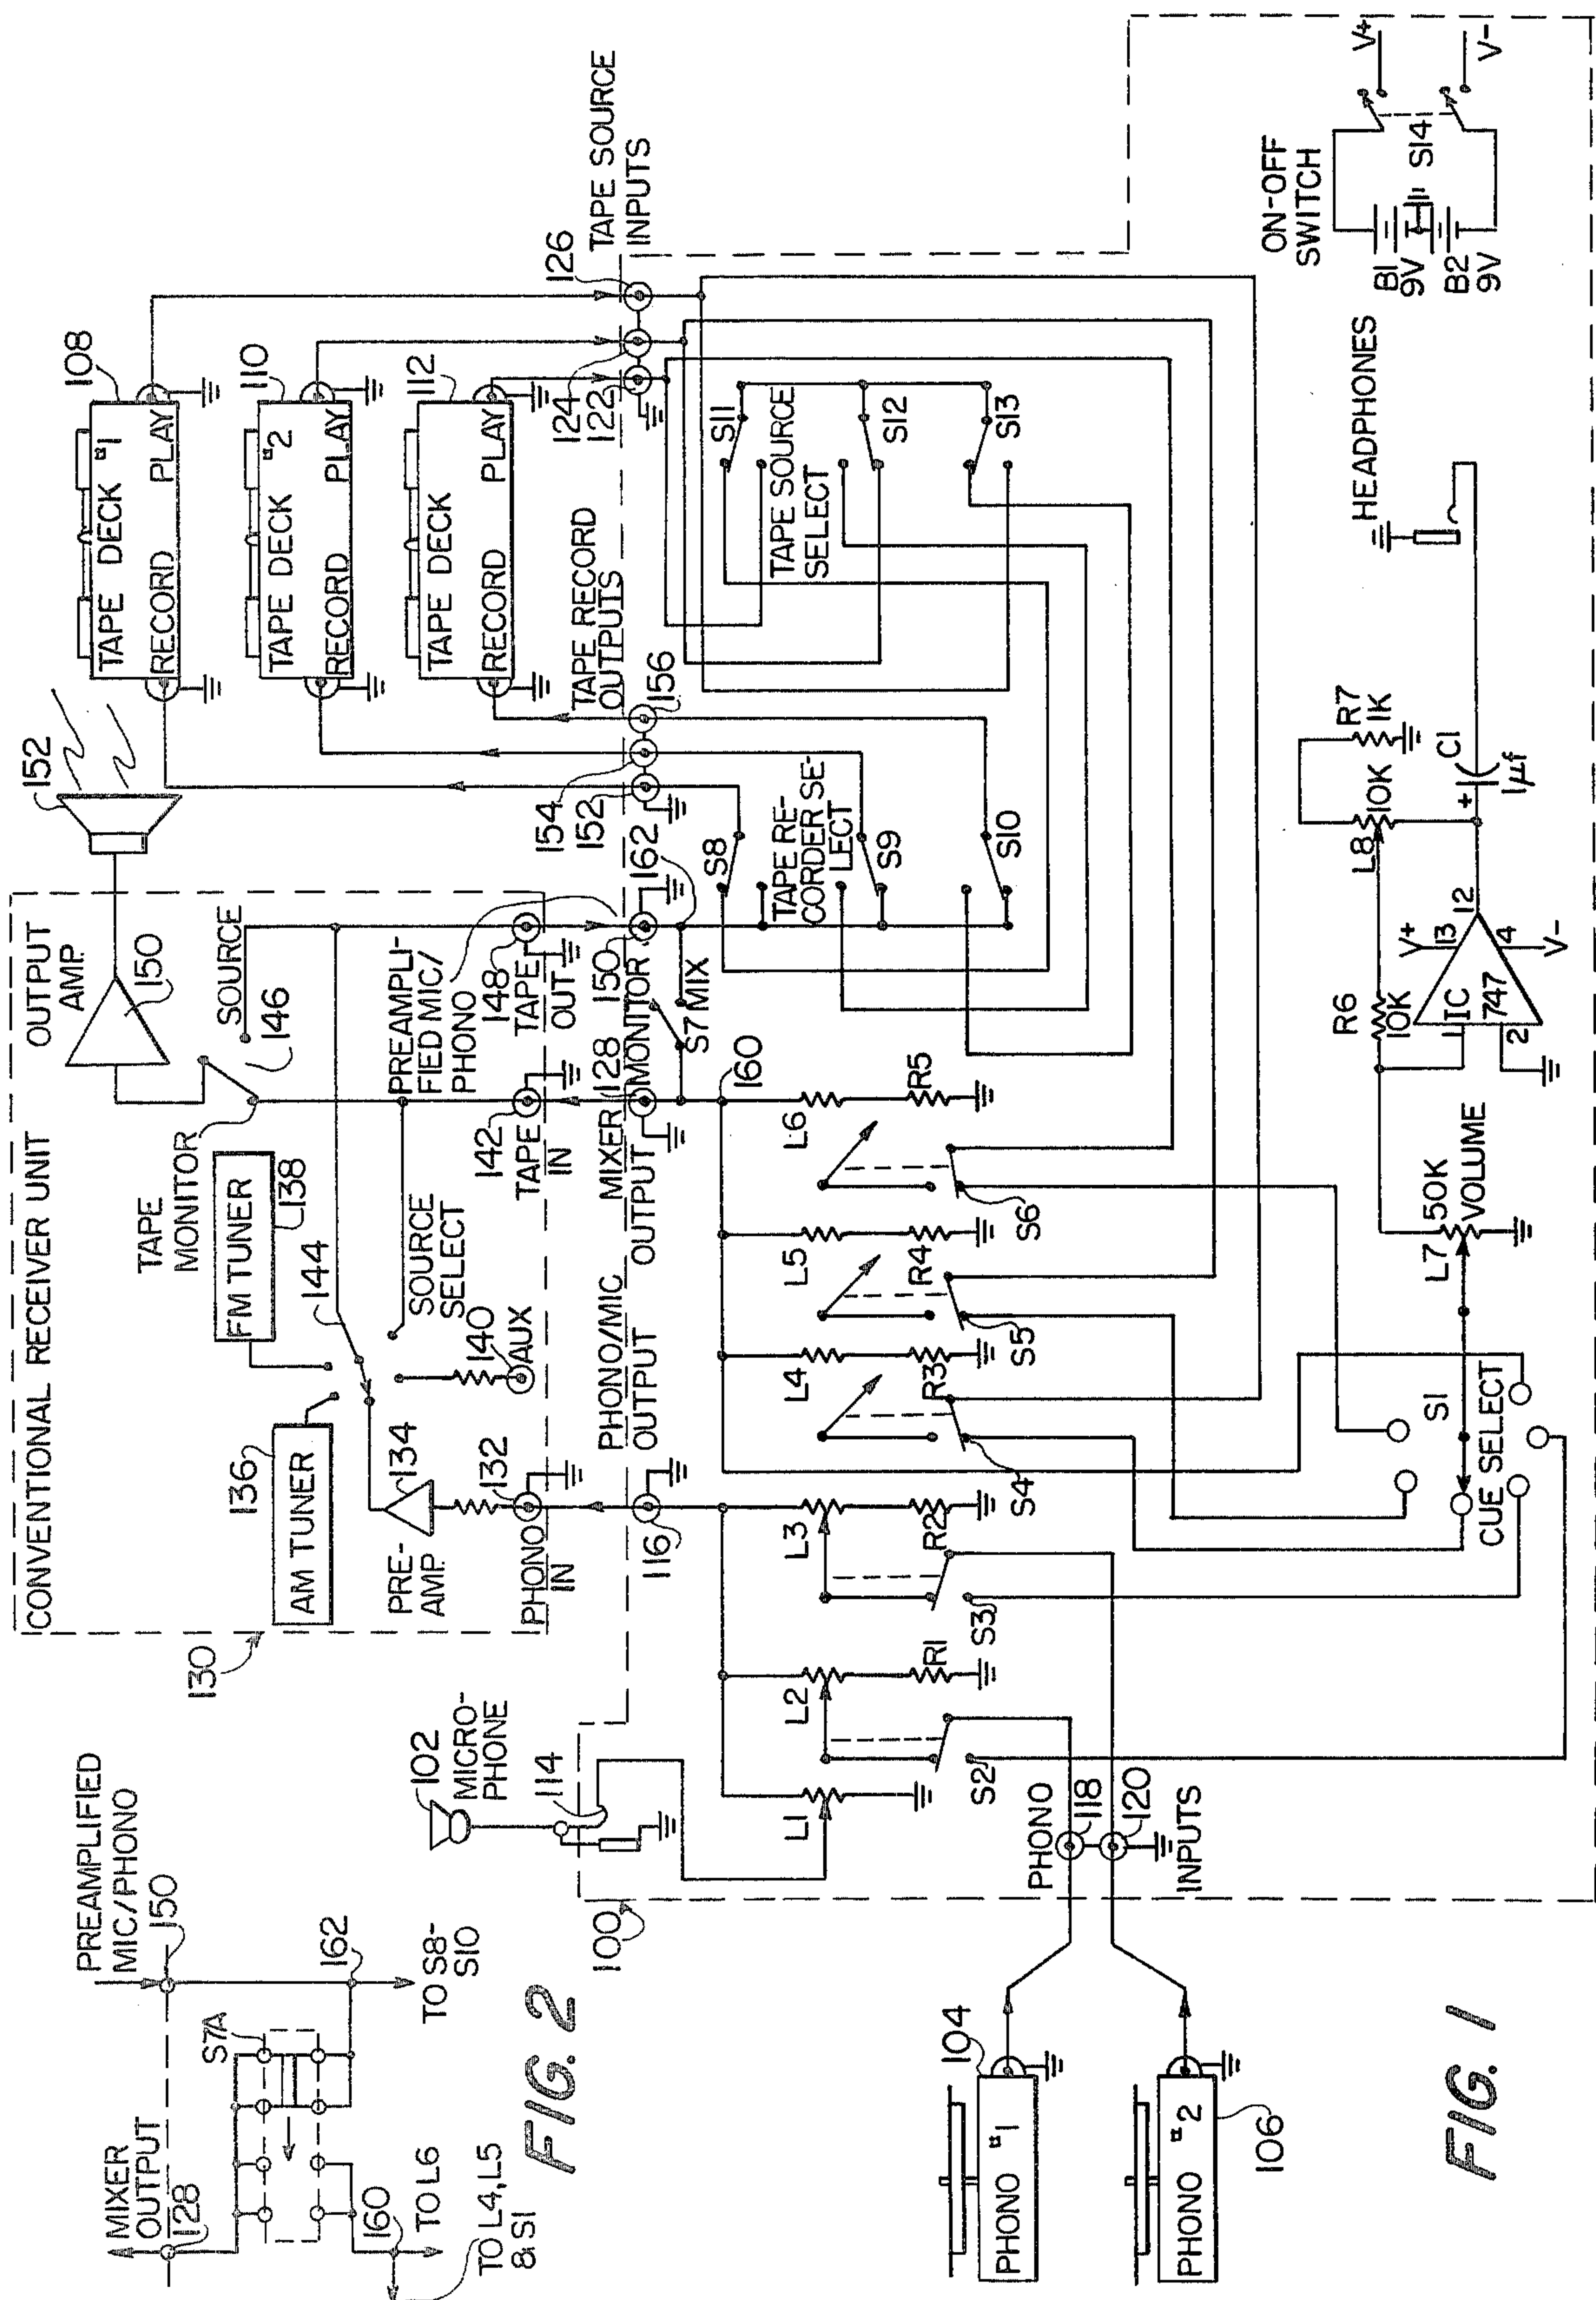 CONVENTIONAL RECEIVER UNIT
OUTPUT
AMP.
150
152
SOURCE
146
TAPE
MONITOR
FM TUNER
138
144
136
AM TUNER
PRE-
AMP.
134
132
PHONO
IN
140
AUX
SOURCE
SELECT
142
TAPE
IN
PREAMPLI-
FIED MIC/
PHONO
148
TAPE
OUT
130
108
TAPE DECK "1
RECORD PLAY
110
TAPE DECK "2
RECORD PLAY
112
TAPE DECK
RECORD PLAY
TAPE RECORD
OUTPUTS
TAPE SOURCE
INPUTS
126
124
122
156
154
152
162
150
MONITOR
S7 MIX
128
MIXER
OUTPUT
160
PHONO/MIC
OUTPUT
116
102
MICRO-
PHONE
114
100
L1
L2
R1
S2
L3
R2
S3
L4
R3
S4
L5
R4
S5
L6
R5
S6
S8
TAPE RE-
CORDER SE-
LECT
S9
S10
S11
TAPE SOURCE
SELECT
S12
S13
PHONO
118
120
INPUTS
S1
CUE SELECT
L7
50K
VOLUME
R6
10K
1
IC
747
2
V+
13
12
4
V-
L8
10K
R7
1K
+
C1
1µf
HEADPHONES
ON-OFF
SWITCH
B1
9V
B2
9V
S14
V+
V-
104
PHONO "1
PHONO "2
106
FIG. 1
PREAMPLIFIED
MIC/PHONO
150
MIXER
OUTPUT
128
S7A
162
TO S8-
S10
160
TO L6
TO L4, L5
& S1
FIG. 2